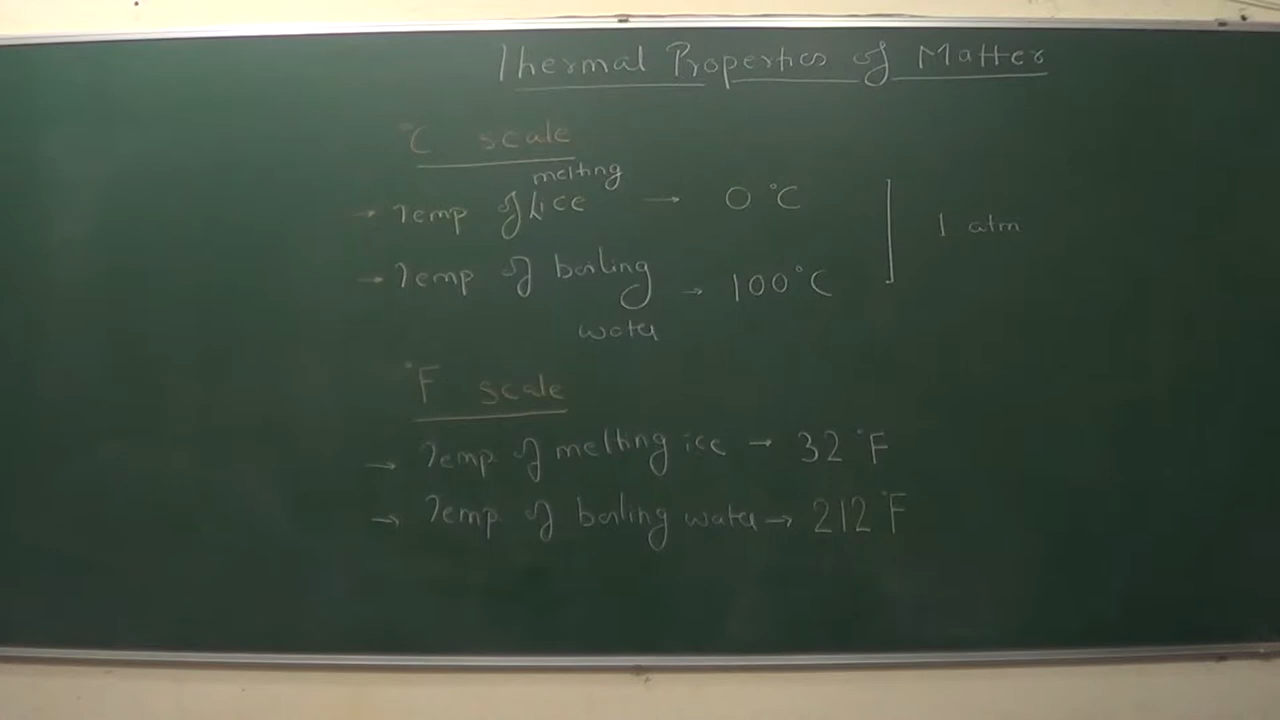 Thermal Properties of Matter
°C scale
→ Temp of melting ice → 0 °C
1 atm
→ Temp of boiling → 100°C
water
°F scale
→ Temp of melting ice → 32 °F
→ Temp of boiling water → 212 °F